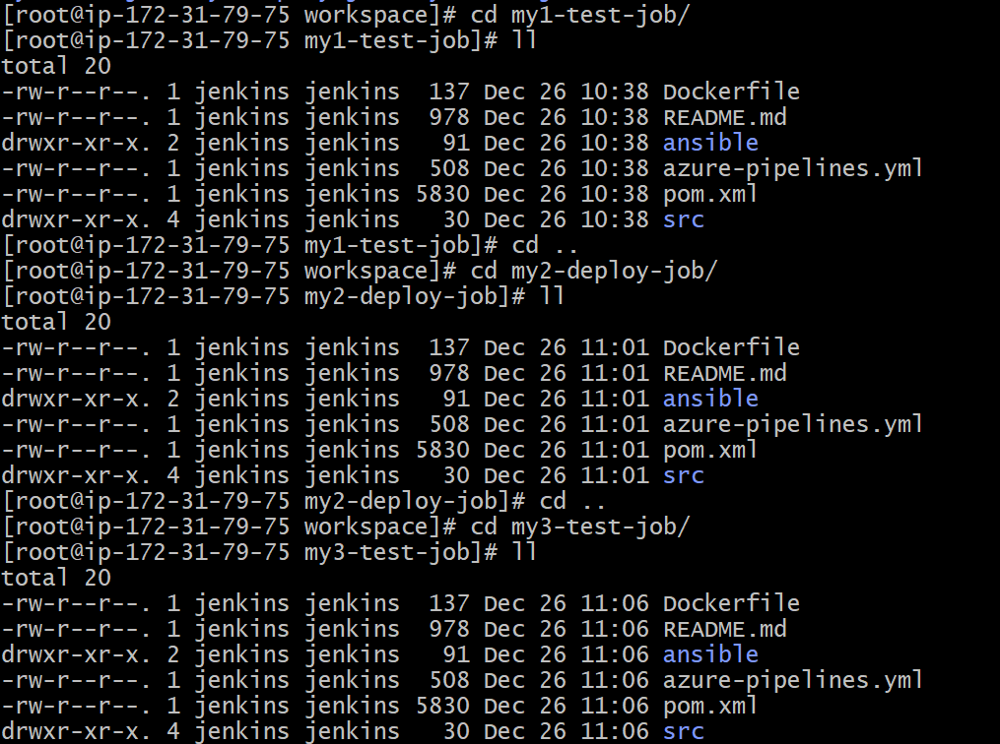 [root@ip-172-31-79-75 workspace]# cd my1-test-job/
[root@ip-172-31-79-75 my1-test-job]# ll
total 20
-rw-r--r--. 1 jenkins jenkins  137 Dec 26 10:38 Dockerfile
-rw-r--r--. 1 jenkins jenkins  978 Dec 26 10:38 README.md
drwxr-xr-x. 2 jenkins jenkins   91 Dec 26 10:38 ansible
-rw-r--r--. 1 jenkins jenkins  508 Dec 26 10:38 azure-pipelines.yml
-rw-r--r--. 1 jenkins jenkins 5830 Dec 26 10:38 pom.xml
drwxr-xr-x. 4 jenkins jenkins   30 Dec 26 10:38 src
[root@ip-172-31-79-75 my1-test-job]# cd ..
[root@ip-172-31-79-75 workspace]# cd my2-deploy-job/
[root@ip-172-31-79-75 my2-deploy-job]# ll
total 20
-rw-r--r--. 1 jenkins jenkins  137 Dec 26 11:01 Dockerfile
-rw-r--r--. 1 jenkins jenkins  978 Dec 26 11:01 README.md
drwxr-xr-x. 2 jenkins jenkins   91 Dec 26 11:01 ansible
-rw-r--r--. 1 jenkins jenkins  508 Dec 26 11:01 azure-pipelines.yml
-rw-r--r--. 1 jenkins jenkins 5830 Dec 26 11:01 pom.xml
drwxr-xr-x. 4 jenkins jenkins   30 Dec 26 11:01 src
[root@ip-172-31-79-75 my2-deploy-job]# cd ..
[root@ip-172-31-79-75 workspace]# cd my3-test-job/
[root@ip-172-31-79-75 my3-test-job]# ll
total 20
-rw-r--r--. 1 jenkins jenkins  137 Dec 26 11:06 Dockerfile
-rw-r--r--. 1 jenkins jenkins  978 Dec 26 11:06 README.md
drwxr-xr-x. 2 jenkins jenkins   91 Dec 26 11:06 ansible
-rw-r--r--. 1 jenkins jenkins  508 Dec 26 11:06 azure-pipelines.yml
-rw-r--r--. 1 jenkins jenkins 5830 Dec 26 11:06 pom.xml
drwxr-xr-x. 4 jenkins jenkins   30 Dec 26 11:06 src